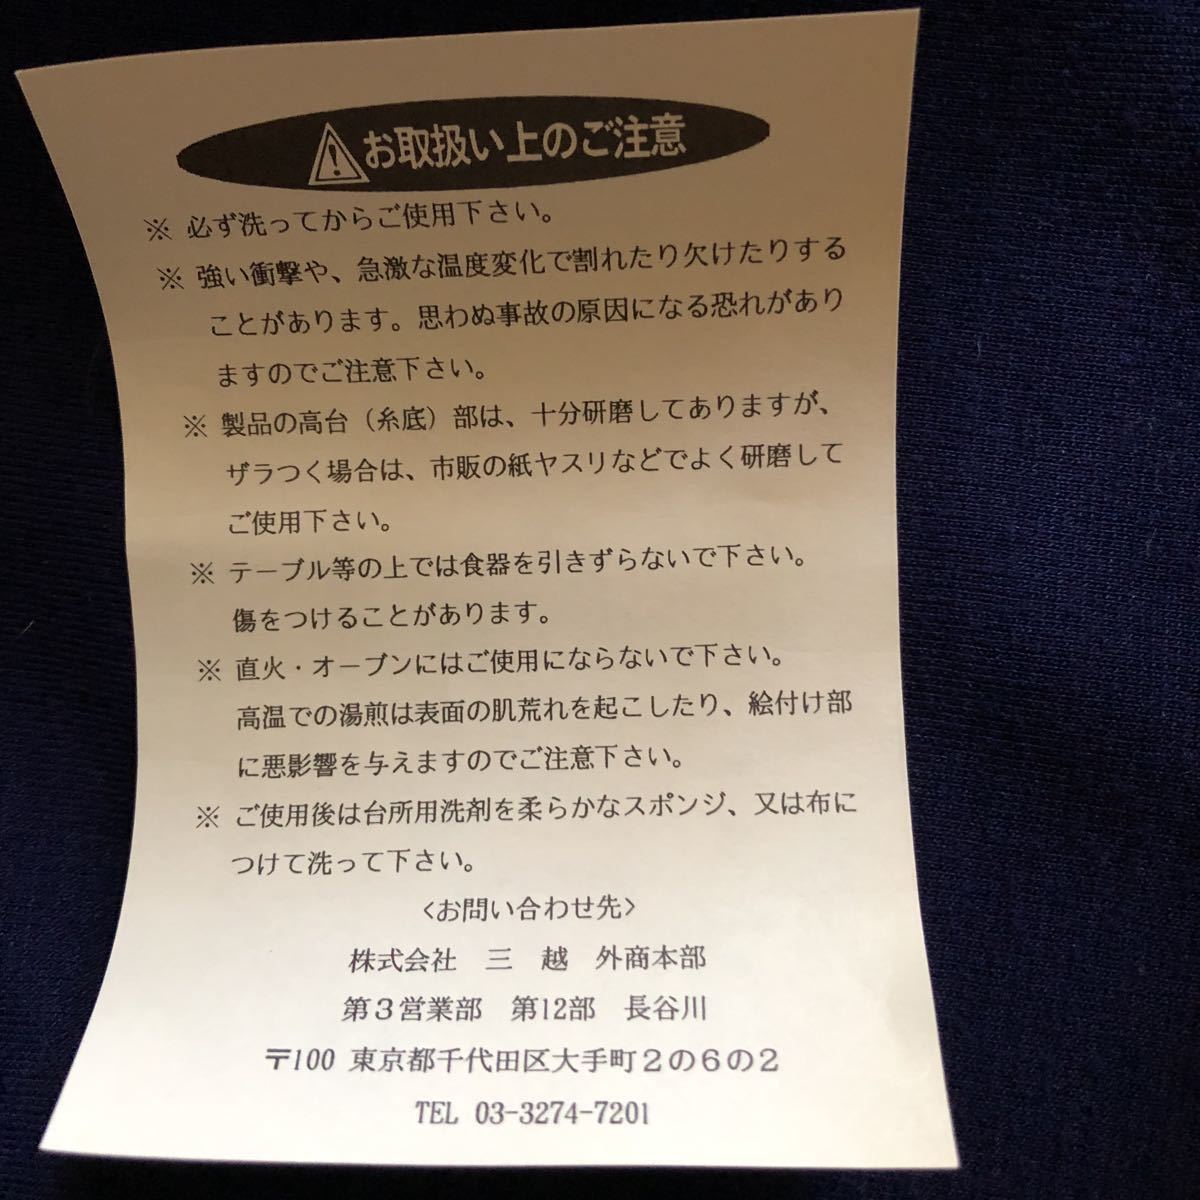 お取扱い上のご注意
※ 必ず洗ってからご使用下さい。
※ 強い衝撃や、急激な温度変化で割れたり欠けたりする
ことがあります。思わぬ事故の原因になる恐れがあり
ますのでご注意下さい。
※ 製品の高台（糸底）部は、十分研磨してありますが、
ザラつく場合は、市販の紙ヤスリなどでよく研磨して
ご使用下さい。
※ テーブル等の上では食器を引きずらないで下さい。
傷をつけることがあります。
※ 直火・オーブンにはご使用にならないで下さい。
高温での湯煎は表面の肌荒れを起こしたり、絵付け部
に悪影響を与えますのでご注意下さい。
※ ご使用後は台所用洗剤を柔らかなスポンジ、又は布に
つけて洗って下さい。
<お問い合わせ先>
株式会社 三 越 外商本部
第３営業部 第12部 長谷川
〒100 東京都千代田区大手町２の６の２
TEL 03-3274-7201